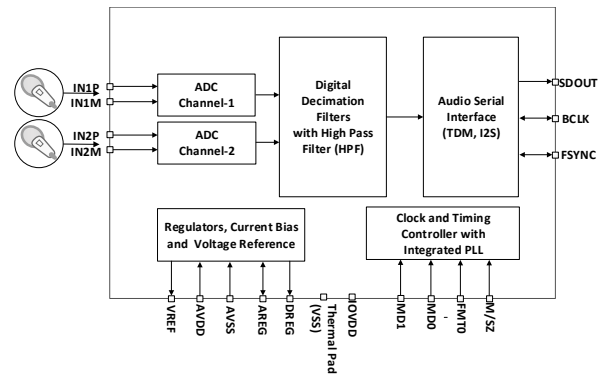 IN1P
IN1M
IN2P
IN2M
ADC
Channel-1
ADC
Channel-2
Digital
Decimation
Filters
with High Pass
Filter (HPF)
Audio Serial
Interface
(TDM, I2S)
SDOUT
BCLK
FSYNC
Regulators, Current Bias
and Voltage Reference
Clock and Timing
Controller with
Integrated PLL
VREF
AVDD
AVSS
AREG
DREG
Thermal Pad
(VSS)
IOVDD
MD1
MD0
-
FMT0
M/SZ